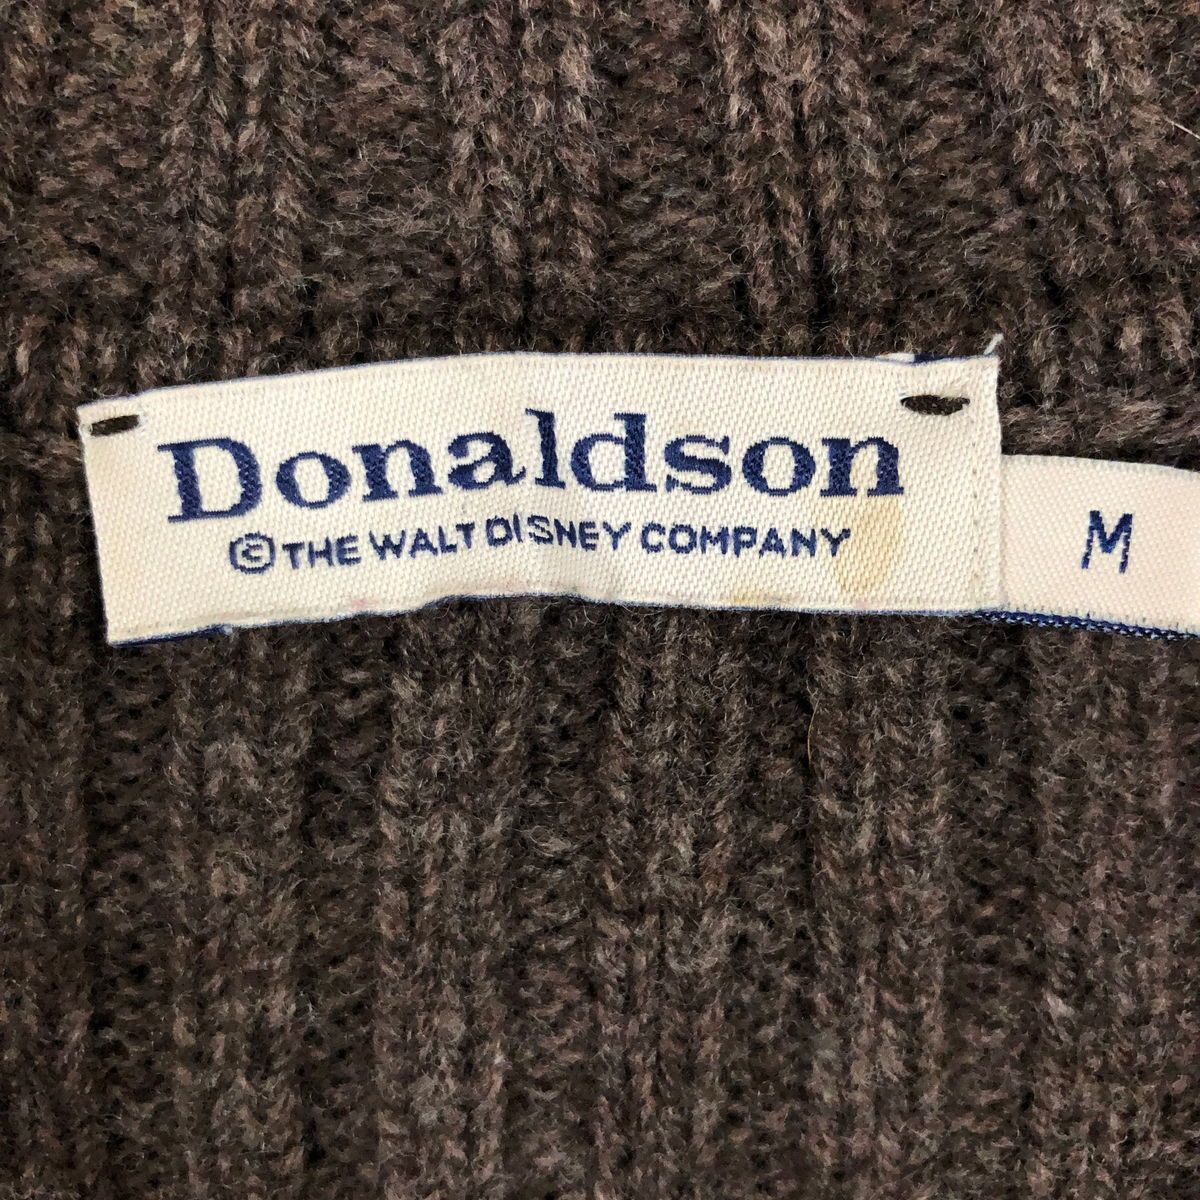 Donaldson
©THE WALT DISNEY COMPANY
M